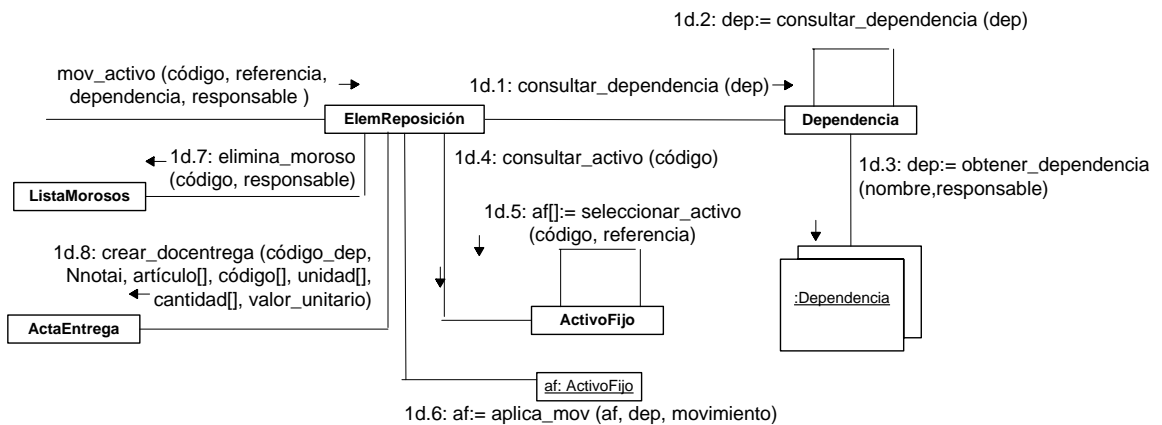 1d.2: dep:= consultar_dependencia (dep)
mov_activo (código, referencia,
dependencia, responsable )
1d.1: consultar_dependencia (dep)
ElemReposición
Dependencia
1d.7: elimina_moroso
(código, responsable)
1d.4: consultar_activo (código)
1d.3: dep:= obtener_dependencia
(nombre,responsable)
ListaMorosos
1d.5: af[]:= seleccionar_activo
(código, referencia)
1d.8: crear_docentrega (código_dep,
Nnotai, artículo[], código[], unidad[],
cantidad[], valor_unitario)
:Dependencia
ActaEntrega
ActivoFijo
af: ActivoFijo
1d.6: af:= aplica_mov (af, dep, movimiento)